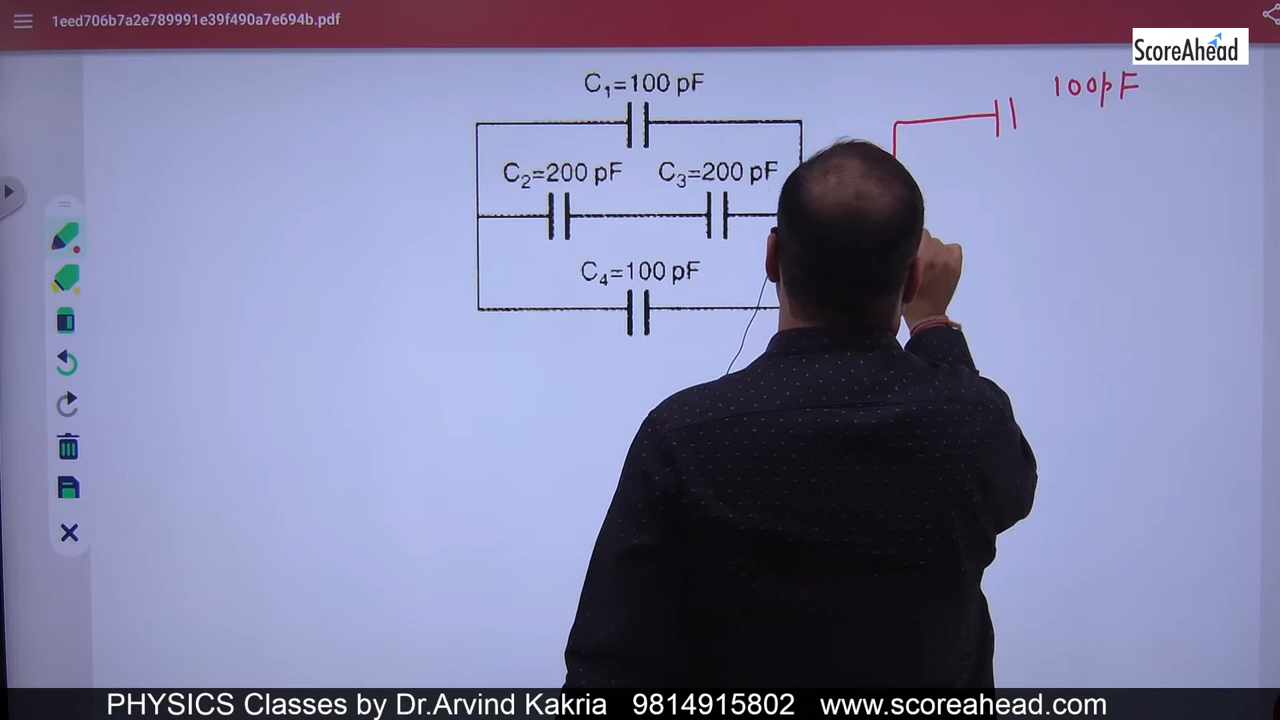 1eed706b7a2e789991e39f490a7e694b.pdf
ScoreAhead
C₁=100 pF
100pF
C₂=200 pF C₃=200 pF
C₄=100 pF
PHYSICS Classes by Dr.Arvind Kakria 9814915802 www.scoreahead.com